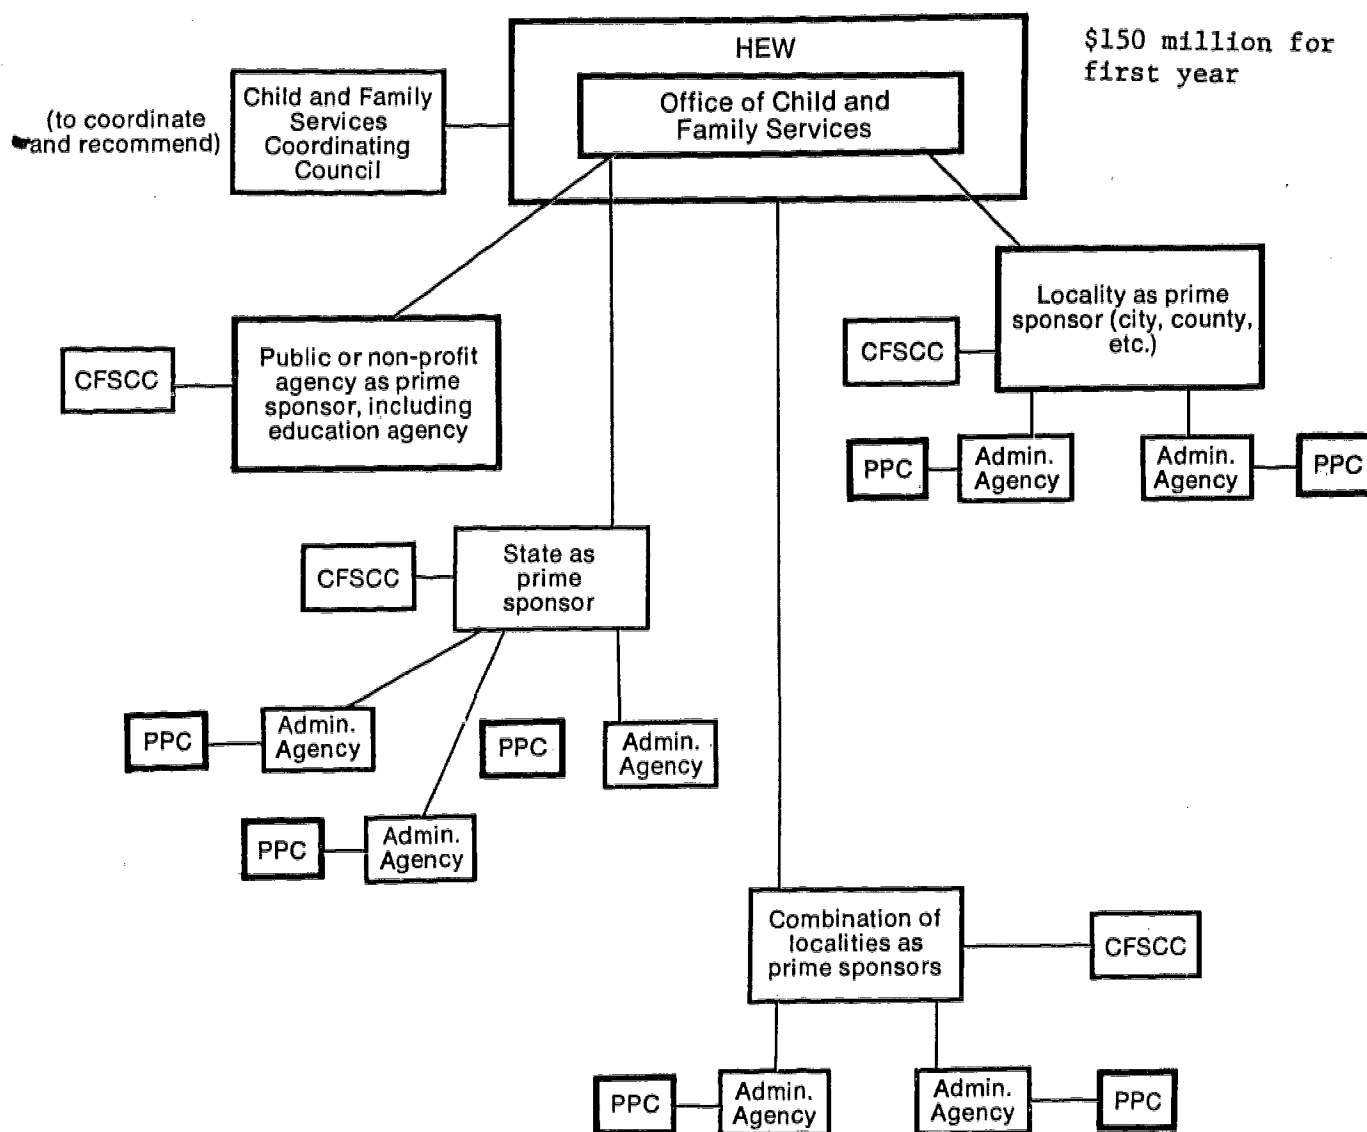 HEW
$150 million for
first year
Office of Child and
Family Services
Child and Family
Services
Coordinating
Council
(to coordinate
and recommend)
Locality as prime
sponsor (city, county,
etc.)
CFSCC
Public or non-profit
agency as prime
sponsor, including
education agency
CFSCC
PPC
Admin.
Agency
Admin.
Agency
PPC
CFSCC
State as
prime
sponsor
PPC
Admin.
Agency
PPC
Admin.
Agency
PPC
Admin.
Agency
Combination of
localities as
prime sponsors
CFSCC
PPC
Admin.
Agency
Admin.
Agency
PPC